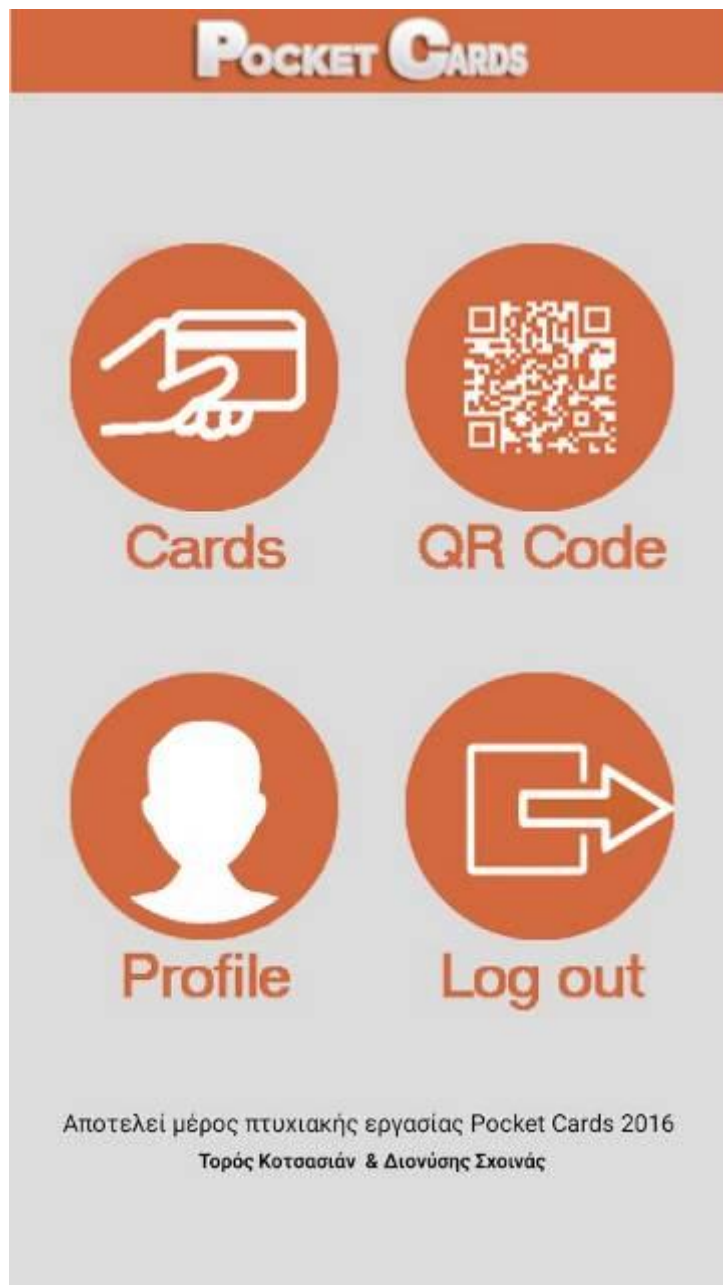 POCKET CARDS
Cards
QR Code
Profile
Log out
Αποτελεί μέρος πτυχιακής εργασίας Pocket Cards 2016
Τορός Κοτσασιάν & Διονύσης Σχοινάς